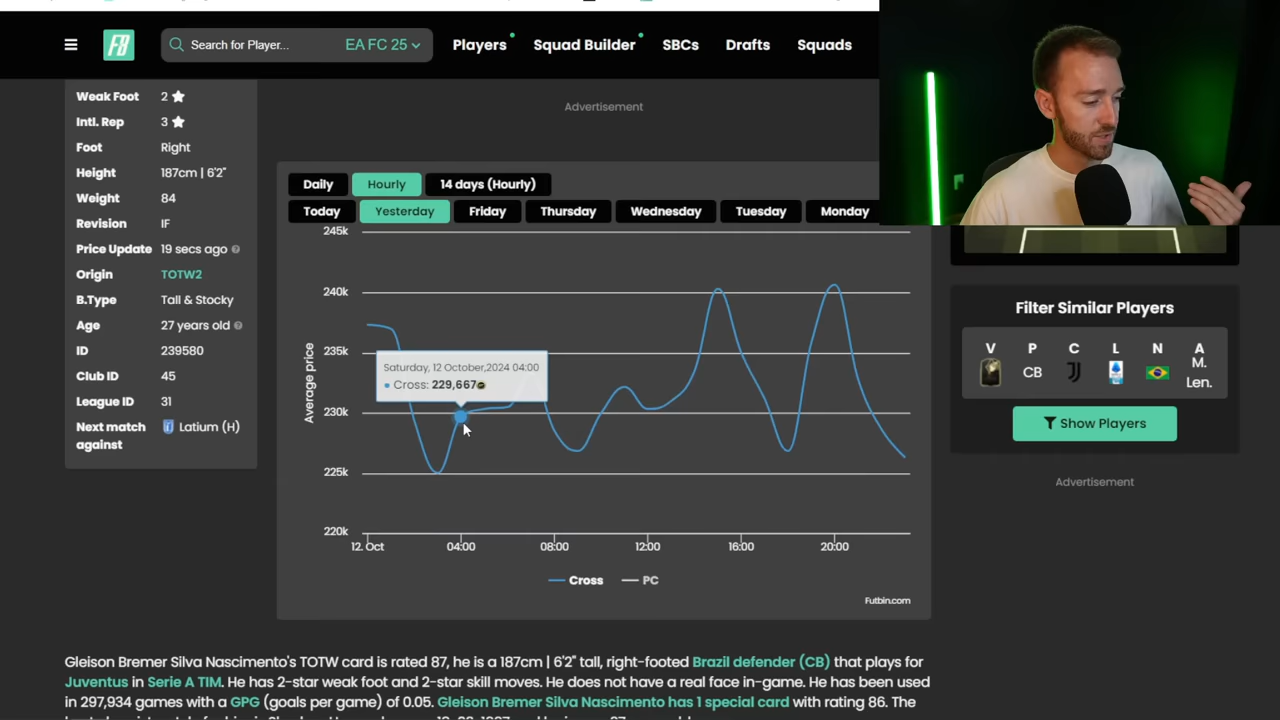 FB
Search for Player...
EA FC 25
Players
Squad Builder
SBCs
Drafts
Squads
Weak Foot 2
Intl. Rep 3
Foot Right
Height 187cm | 6'2"
Weight 84
Revision IF
Price Update 19 secs ago
Origin TOTW2
B.Type Tall & Stocky
Age 27 years old
ID 239580
Club ID 45
League ID 31
Next match Latium (H)
against
Advertisement
Daily Hourly 14 days (Hourly)
Today Yesterday Friday Thursday Wednesday Tuesday Monday
245k
240k
235k
230k
225k
220k
Average price
Saturday, 12 October,2024 04:00
Cross: 229,667
12. Oct 04:00 08:00 12:00 16:00 20:00
Cross PC
Futbin.com
Filter Similar Players
V P C L N A
CB M.
Len.
Show Players
Advertisement
Gleison Bremer Silva Nascimento's TOTW card is rated 87, he is a 187cm | 6'2" tall, right-footed Brazil defender (CB) that plays for
Juventus in Serie A TIM. He has 2-star weak foot and 2-star skill moves. He does not have a real face in-game. He has been used
in 297,934 games with a GPG (goals per game) of 0.05. Gleison Bremer Silva Nascimento has 1 special card with rating 86. The